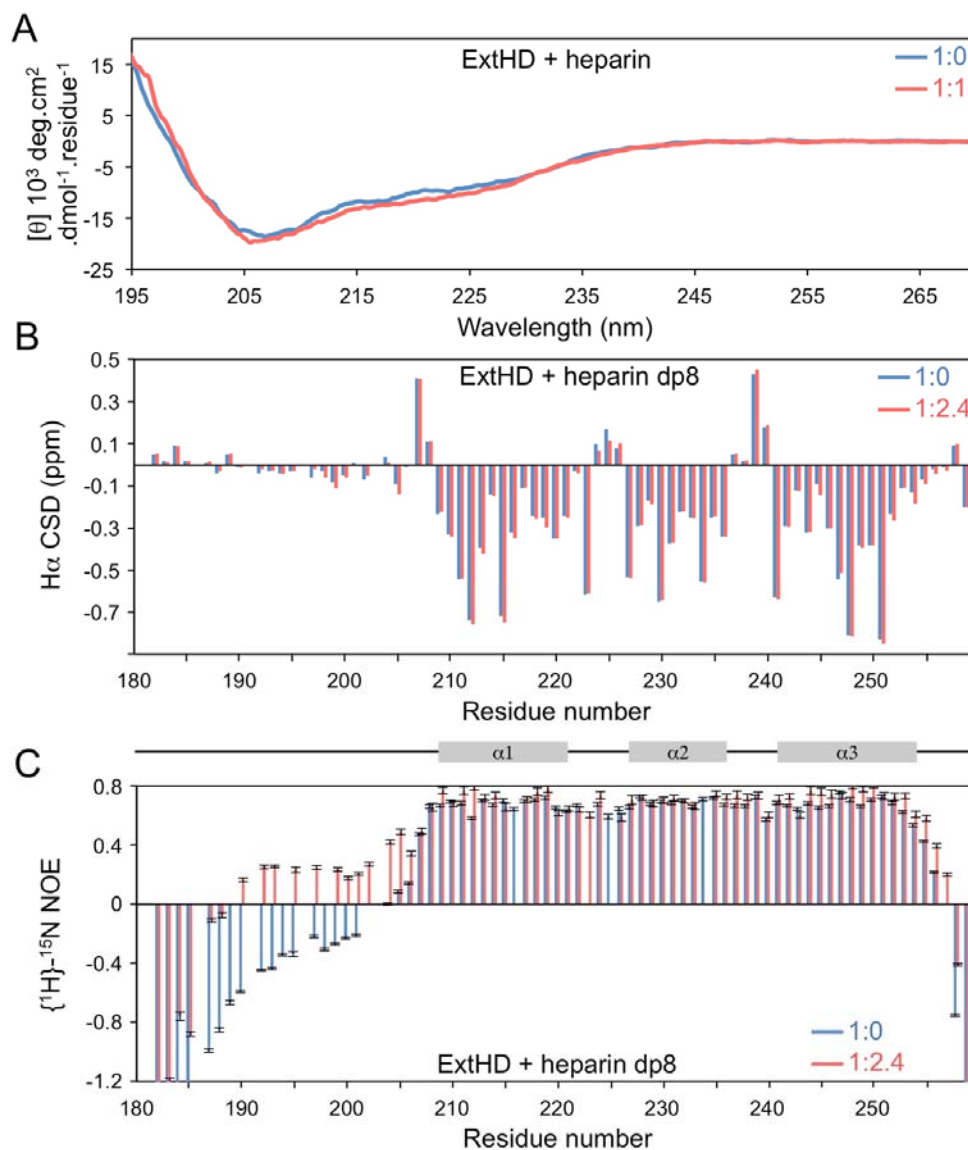 A
ExtHD + heparin
1:0
1:1
[θ] 10³ deg.cm²
.dmol⁻¹.residue⁻¹
15
5
-5
-15
-25
195 205 215 225 235 245 255 265
Wavelength (nm)
B
ExtHD + heparin dp8
1:0
1:2.4
Hα CSD (ppm)
0.5
0.3
0.1
-0.1
-0.3
-0.5
-0.7
180 190 200 210 220 230 240 250
Residue number
C
α1 α2 α3
{¹H}-¹⁵N NOE
0.8
0.4
0
-0.4
-0.8
-1.2
1:0
1:2.4
ExtHD + heparin dp8
180 190 200 210 220 230 240 250
Residue number